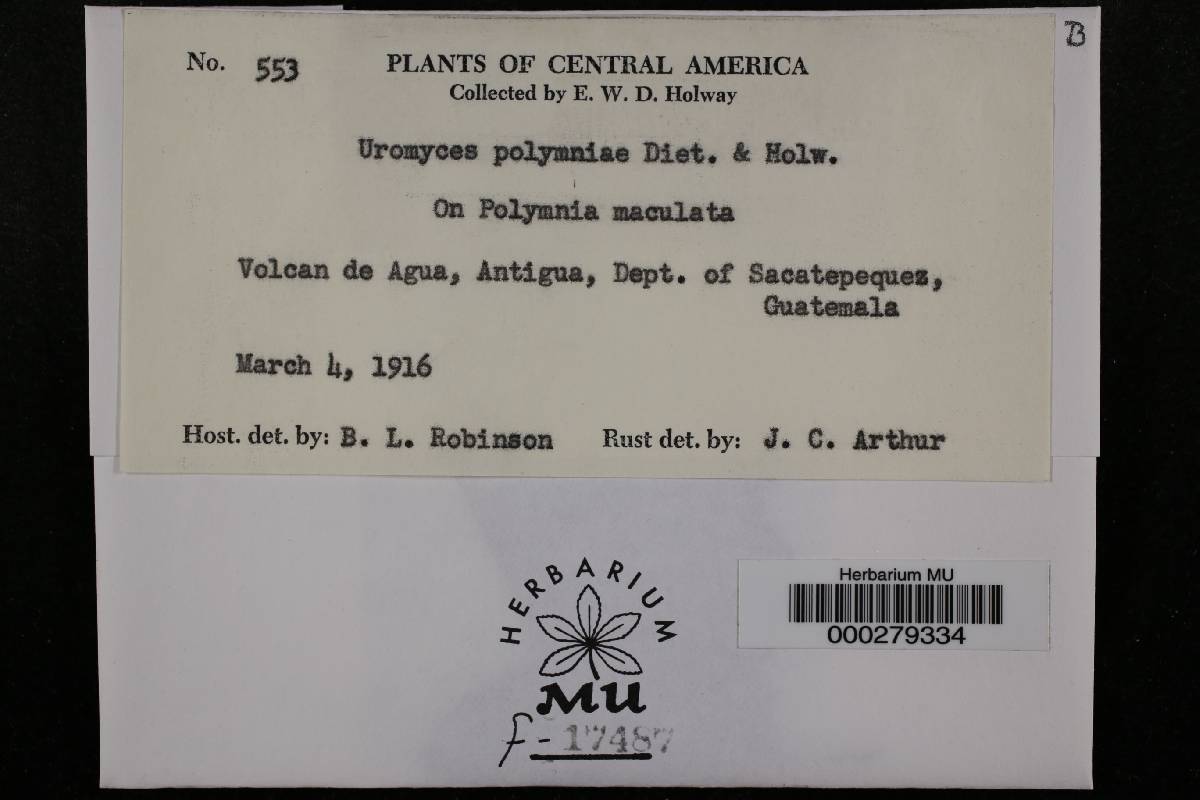 B
No. 553 PLANTS OF CENTRAL AMERICA
Collected by E. W. D. Holway
Uromyces polymniae Diet. & Holw.
On Polymnia maculata
Volcan de Agua, Antigua, Dept. of Sacatepequez,
Guatemala
March 4, 1916
Host. det. by: B. L. Robinson Rust det. by: J. C. Arthur
HERBARIUM
MU
f-17487
Herbarium MU
000279334